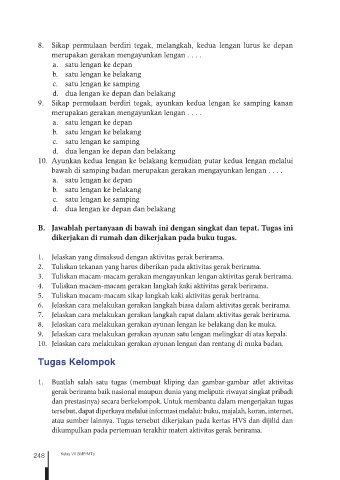 8. Sikap permulaan berdiri tegak, melangkah, kedua lengan lurus ke depan
merupakan gerakan mengayunkan lengan . . . .
a. satu lengan ke depan
b. satu lengan ke belakang
c. satu lengan ke samping
d. dua lengan ke depan dan belakang
9. Sikap permulaan berdiri tegak, ayunkan kedua lengan ke samping kanan
merupakan gerakan mengayunkan lengan . . . .
a. satu lengan ke depan
b. satu lengan ke belakang
c. satu lengan ke samping
d. dua lengan ke depan dan belakang
10. Ayunkan kedua lengan ke belakang kemudian putar kedua lengan melalui
bawah di samping badan merupakan gerakan mengayunkan lengan . . . .
a. satu lengan ke depan
b. satu lengan ke belakang
c. satu lengan ke samping
d. dua lengan ke depan dan belakang
B. Jawablah pertanyaan di bawah ini dengan singkat dan tepat. Tugas ini
dikerjakan di rumah dan dikerjakan pada buku tugas.
1. Jelaskan yang dimaksud dengan aktivitas gerak berirama.
2. Tuliskan tekanan yang harus diberikan pada aktivitas gerak berirama.
3. Tuliskan macam-macam gerakan mengayunkan lengan aktivitas gerak berirama.
4. Tuliskan macam-macam gerakan langkah kaki aktivitas gerak berirama.
5. Tuliskan macam-macam sikap langkah kaki aktivitas gerak berirama.
6. Jelaskan cara melakukan gerakan langkah biasa dalam aktivitas gerak berirama.
7. Jelaskan cara melakukan gerakan langkah rapat dalam aktivitas gerak berirama.
8. Jelaskan cara melakukan gerakan ayunan lengan ke belakang dan ke muka.
9. Jelaskan cara melakukan gerakan ayunan satu lengan melingkar di atas kepala.
10. Jelaskan cara melakukan gerakan ayunan lengan dan rentang di muka badan.
Tugas Kelompok
1. Buatlah salah satu tugas (membuat kliping dan gambar-gambar atlet aktivitas
gerak berirama baik nasional maupun dunia yang meliputi: riwayat singkat pribadi
dan prestasinya) secara berkelompok. Untuk membantu dalam mengerjakan tugas
tersebut, dapat diperkaya melalui informasi melalui: buku, majalah, koran, internet,
atau sumber lainnya. Tugas tersebut dikerjakan pada kertas HVS dan dijilid dan
dikumpulkan pada pertemuan terakhir materi aktivitas gerak berirama.
248 Kelas VII SMP/MTs